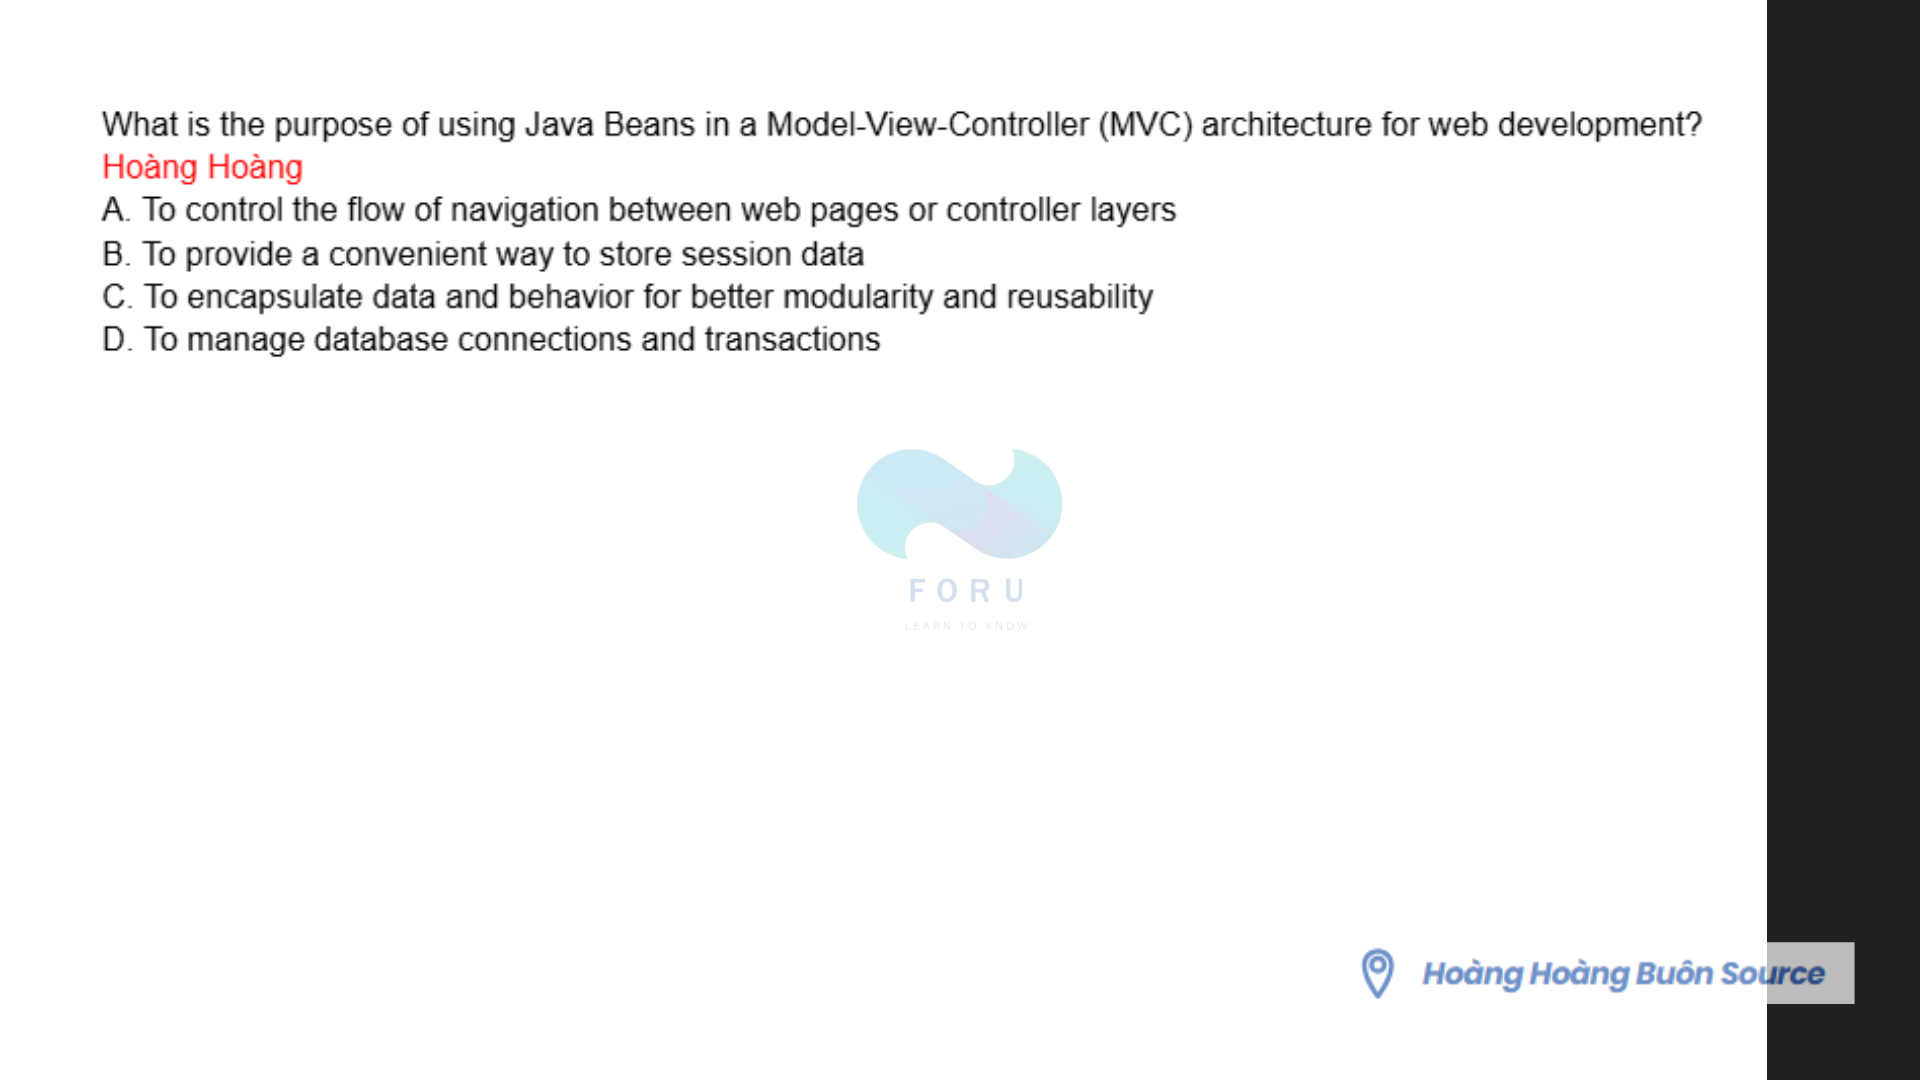 What is the purpose of using Java Beans in a Model-View-Controller (MVC) architecture for web development?
Hoàng Hoàng
A. To control the flow of navigation between web pages or controller layers
B. To provide a convenient way to store session data
C. To encapsulate data and behavior for better modularity and reusability
D. To manage database connections and transactions
FORU
LEARN TO KNOW
Hoàng Hoàng Buôn Source